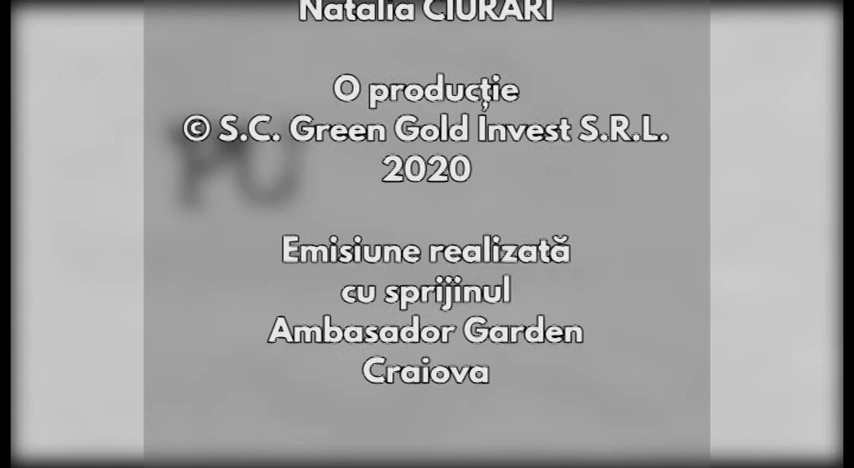 Natalia CIURARI
O producție
© S.C. Green Gold Invest S.R.L.
2020
Emisiune realizată
cu sprijinul
Ambasador Garden
Craiova